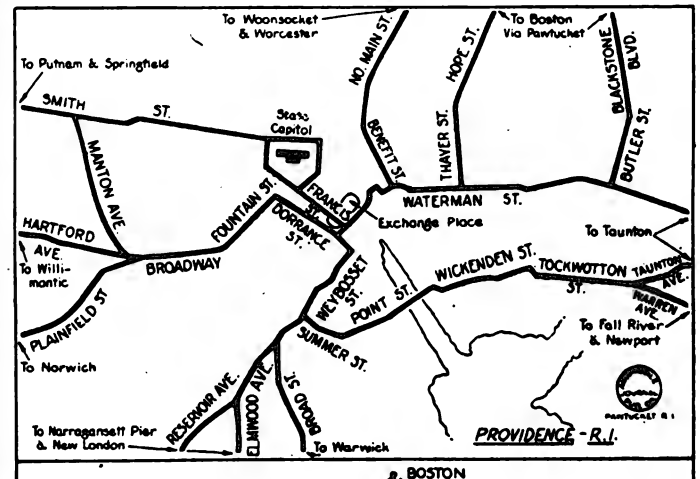 To Woonsocket
& Worcester
To Boston
Via Pawtucket
To Putnam & Springfield
NO. MAIN ST.
HOPE ST.
BLACKSTONE
BLVD.
SMITH
ST.
State
Capitol
MANTON AVE.
BENEFIT ST.
THAYER ST.
BUTLER ST.
FOUNTAIN ST.
FRANCIS
ST.
WATERMAN ST.
Exchange Place
DORRANCE
ST.
HARTFORD
AVE.
To Willi-
mantic
BROADWAY
To Taunton
WEYBOSSET
ST.
WICKENDEN ST.
TOCKWOTTON
ST.
TAUNTON
AVE.
WARREN
AVE.
POINT ST.
PLAINFIELD ST
SUMMER ST.
To Fall River
& Newport
To Norwich
RESERVOIR AVE.
ELMWOOD AVE.
BROAD ST.
To Narragansett Pier
& New London
To Warwick
PAWTUCKET R I
PROVIDENCE - R.I.
BOSTON